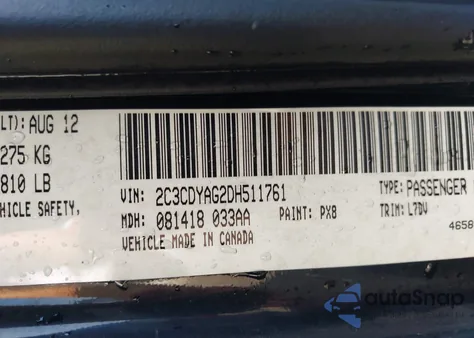 LT): AUG 12
275 KG
810 LB
HICLE SAFETY,
VIN: 2C3CDYAG2DH511761
TYPE: PASSENGER
MDH: 081418 033AA
PAINT: PX8
TRIM: L7DV
VEHICLE MADE IN CANADA
4658
autoSnap